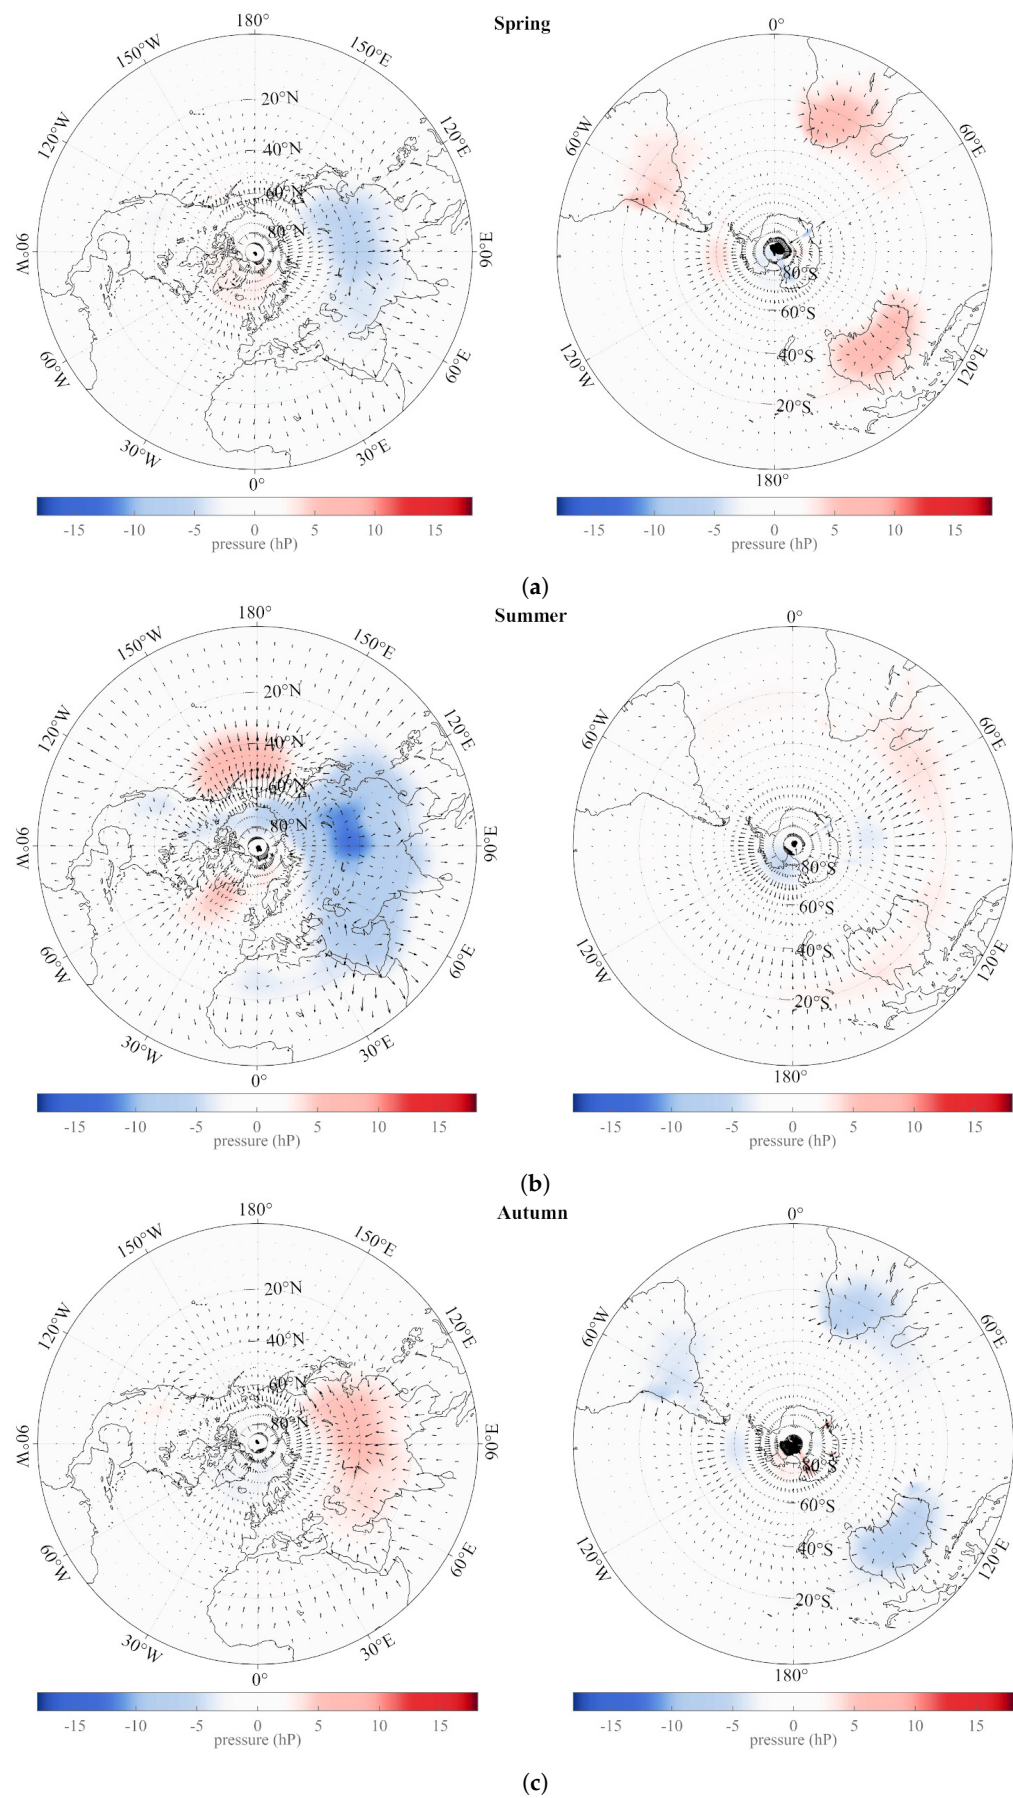 Spring
180° 0°
150°W 150°E
120°W 120°E 60°W 60°E
20°N
40°N
60°N
80°N
90°W 90°E
80°S
60°S
40°S
20°S
60°W 60°E 120°W 120°E
30°W 30°E
0° 180°
-15 -10 -5 0 5 10 15 -15 -10 -5 0 5 10 15
pressure (hP) pressure (hP)
(a)
Summer
180° 0°
150°W 150°E
120°W 120°E 60°W 60°E
20°N
40°N
60°N
80°N
90°W 90°E
80°S
60°S
40°S
20°S
60°W 60°E 120°W 120°E
30°W 30°E
0° 180°
-15 -10 -5 0 5 10 15 -15 -10 -5 0 5 10 15
pressure (hP) pressure (hP)
(b)
Autumn
180° 0°
150°W 150°E
120°W 120°E 60°W 60°E
20°N
40°N
60°N
80°N
90°W 90°E
80°S
60°S
40°S
20°S
60°W 60°E 120°W 120°E
30°W 30°E
0° 180°
-15 -10 -5 0 5 10 15 -15 -10 -5 0 5 10 15
pressure (hP) pressure (hP)
(c)